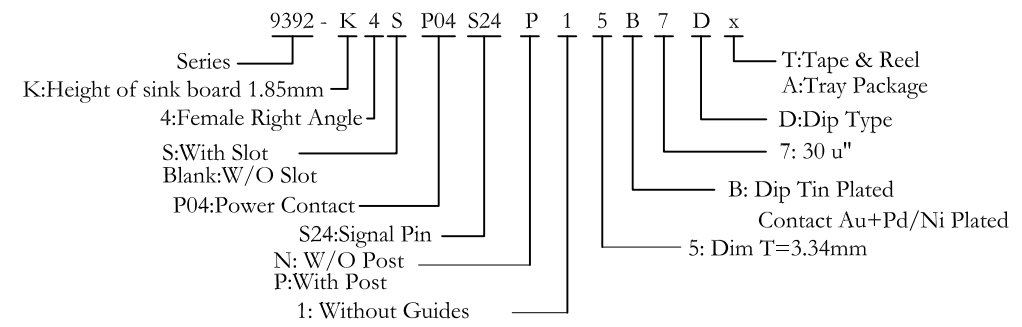 9392 - K 4 S P04 S24 P 1 5 B 7 D x
Series
K:Height of sink board 1.85mm
4:Female Right Angle
S:With Slot
Blank:W/O Slot
P04:Power Contact
S24:Signal Pin
N: W/O Post
P:With Post
1: Without Guides
T:Tape & Reel
A:Tray Package
D:Dip Type
7: 30 u"
B: Dip Tin Plated
Contact Au+Pd/Ni Plated
5: Dim T=3.34mm